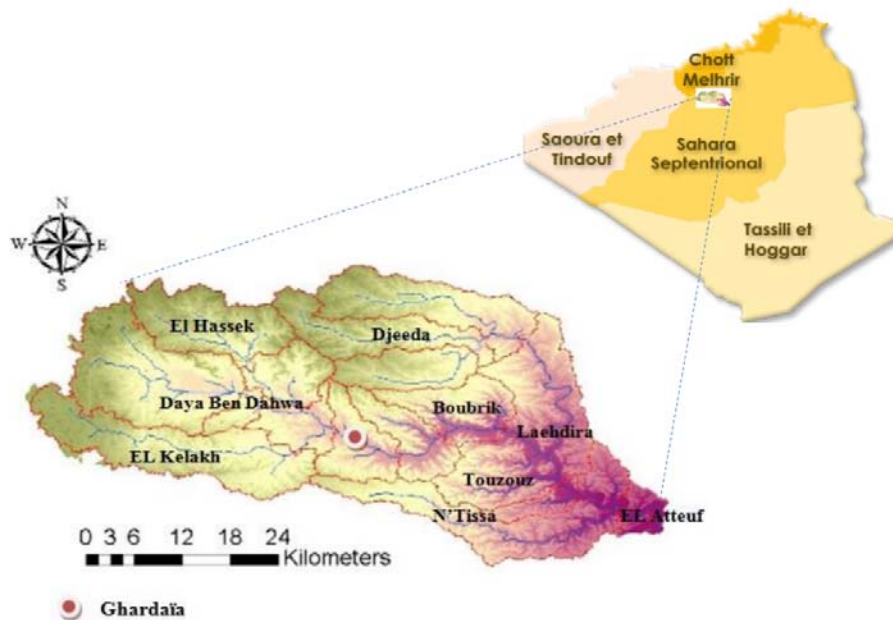 Chott
Melhrir
Saoura et
Tindouf
Sahara
Septentrional
Tassili et
Hoggar
N
W
E
S
El Hassek
Djeeda
Daya Ben Dahwa
Boubrik
Laehdira
EL Kelakh
Touzouz
N'Tissa
EL Atteuf
0 3 6 12 18 24
Kilometers
Ghardaïa